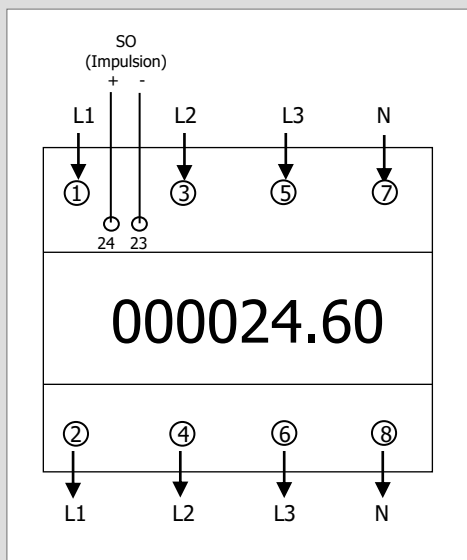 SO
(Impulsion)
+ -
L1 L2 L3 N
1 3 5 7
24 23
000024.60
2 4 6 8
L1 L2 L3 N